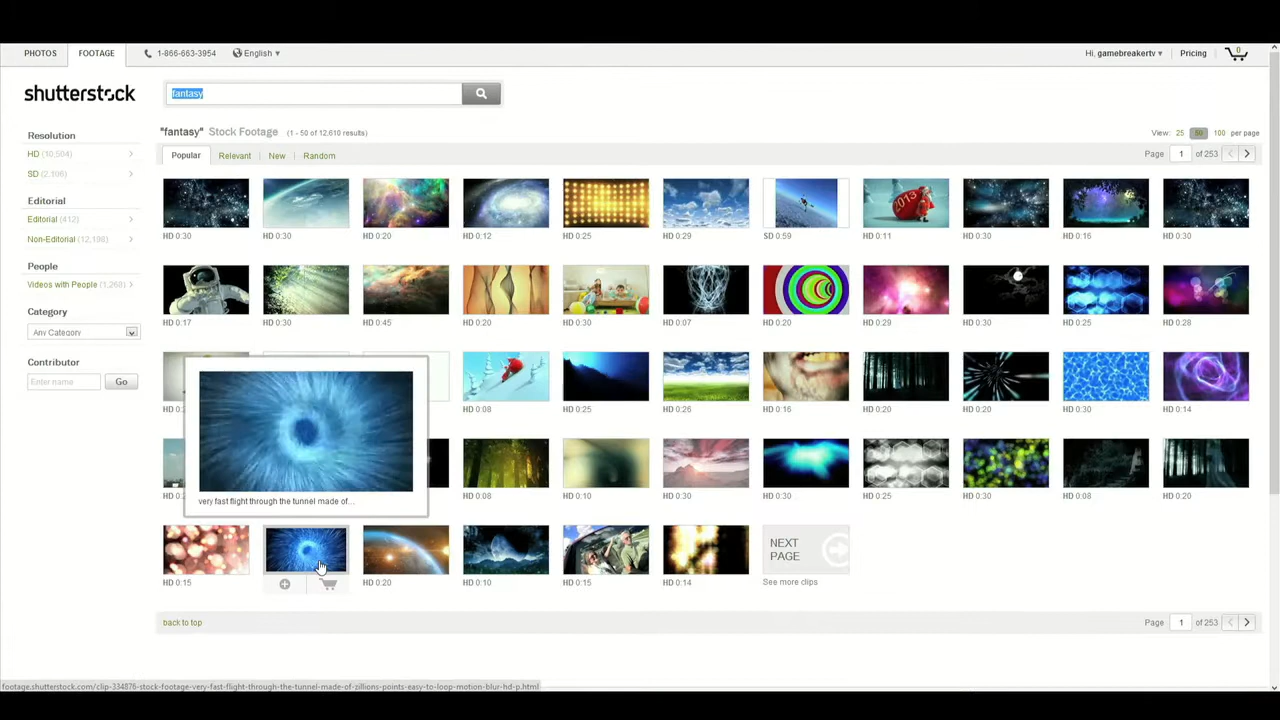 PHOTOS FOOTAGE 1-866-663-3954 English Hi, gamebreakertv Pricing 0
shutterstock fantasy
Resolution
HD (10,504)
SD (2,106)
Editorial
Editorial (412)
Non-Editorial (12,198)
People
Videos with People (1,260)
Category
Any Category
Contributor
Enter name Go
"fantasy" Stock Footage (1 - 50 of 12,610 results) View: 25 50 100 per page
Popular Relevant New Random Page 1 of 253
2013
HD 0:30 HD 0:30 HD 0:20 HD 0:12 HD 0:25 HD 0:29 SD 0:59 HD 0:11 HD 0:30 HD 0:16 HD 0:30
HD 0:17 HD 0:30 HD 0:45 HD 0:20 HD 0:30 HD 0:07 HD 0:20 HD 0:29 HD 0:30 HD 0:25 HD 0:28
HD 0:08 HD 0:25 HD 0:26 HD 0:16 HD 0:20 HD 0:20 HD 0:30 HD 0:14
HD 0:08 HD 0:10 HD 0:30 HD 0:30 HD 0:25 HD 0:30 HD 0:08 HD 0:20
very fast flight through the tunnel made of...
NEXT
PAGE
HD 0:15 HD 0:20 HD 0:10 HD 0:15 HD 0:14 See more clips
back to top Page 1 of 253
footage.shutterstock.com/clip-334876-stock-footage-very-fast-flight-through-the-tunnel-made-of-zillions-points-easy-to-loop-motion-blur-hd-p.html